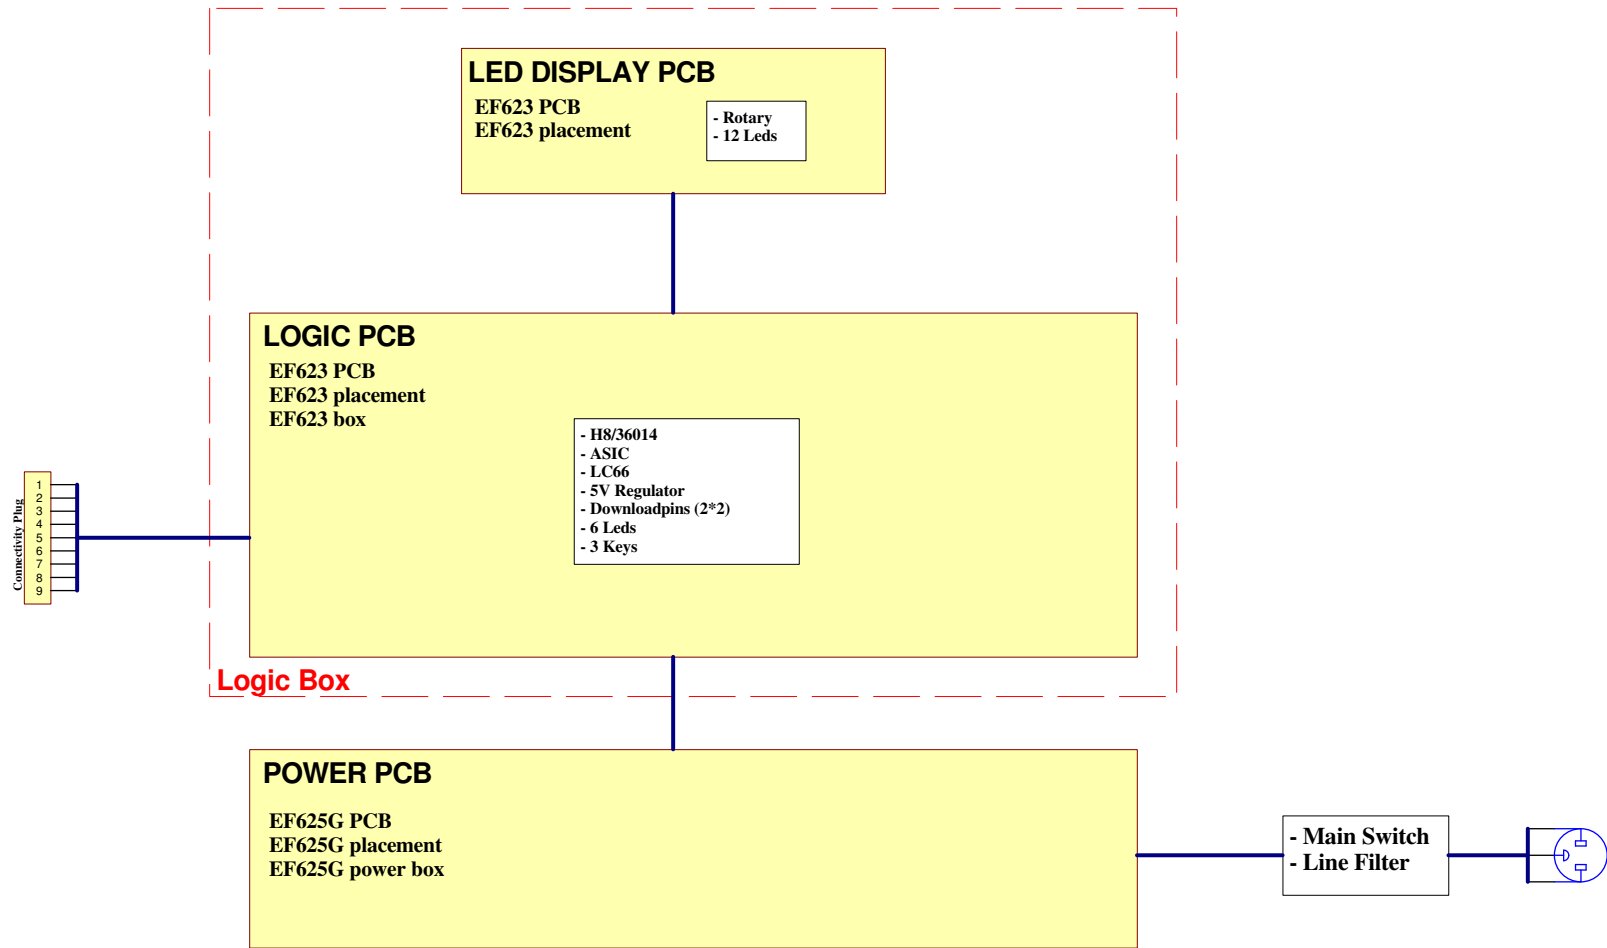 LED DISPLAY PCB
EF623 PCB
EF623 placement
- Rotary
- 12 Leds
LOGIC PCB
EF623 PCB
EF623 placement
EF623 box
- H8/36014
- ASIC
- LC66
- 5V Regulator
- Downloadpins (2*2)
- 6 Leds
- 3 Keys
Connectivity Plug
1
2
3
4
5
6
7
8
9
Logic Box
POWER PCB
EF625G PCB
EF625G placement
EF625G power box
- Main Switch
- Line Filter